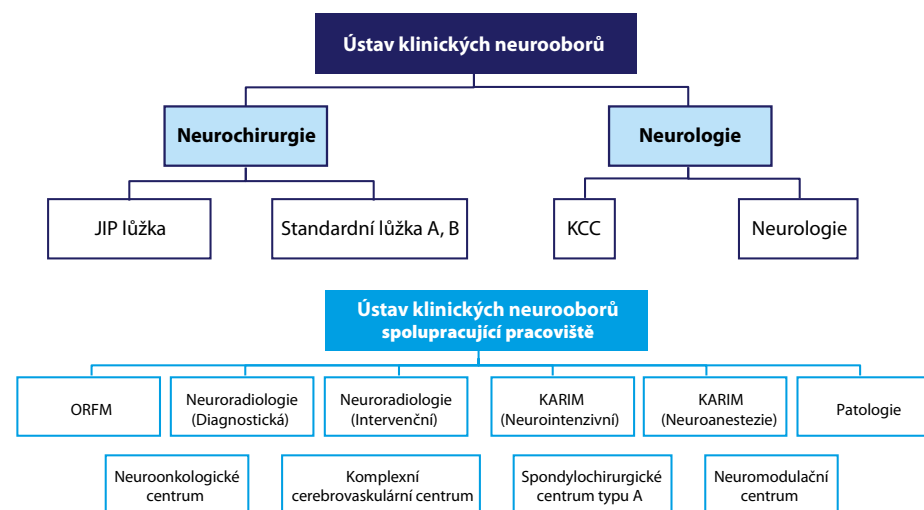 Ústav klinických neurooborů
Neurochirurgie
Neurologie
JIP lůžka
Standardní lůžka A, B
KCC
Neurologie
Ústav klinických neurooborů
spolupracující pracoviště
ORFM
Neuroradiologie
(Diagnostická)
Neuroradiologie
(Intervenční)
KARIM
(Neurointenzivní)
KARIM
(Neuroanestezie)
Patologie
Neuroonkologické
centrum
Komplexní
cerebrovaskulární centrum
Spondylochirurgické
centrum typu A
Neuromodulační
centrum